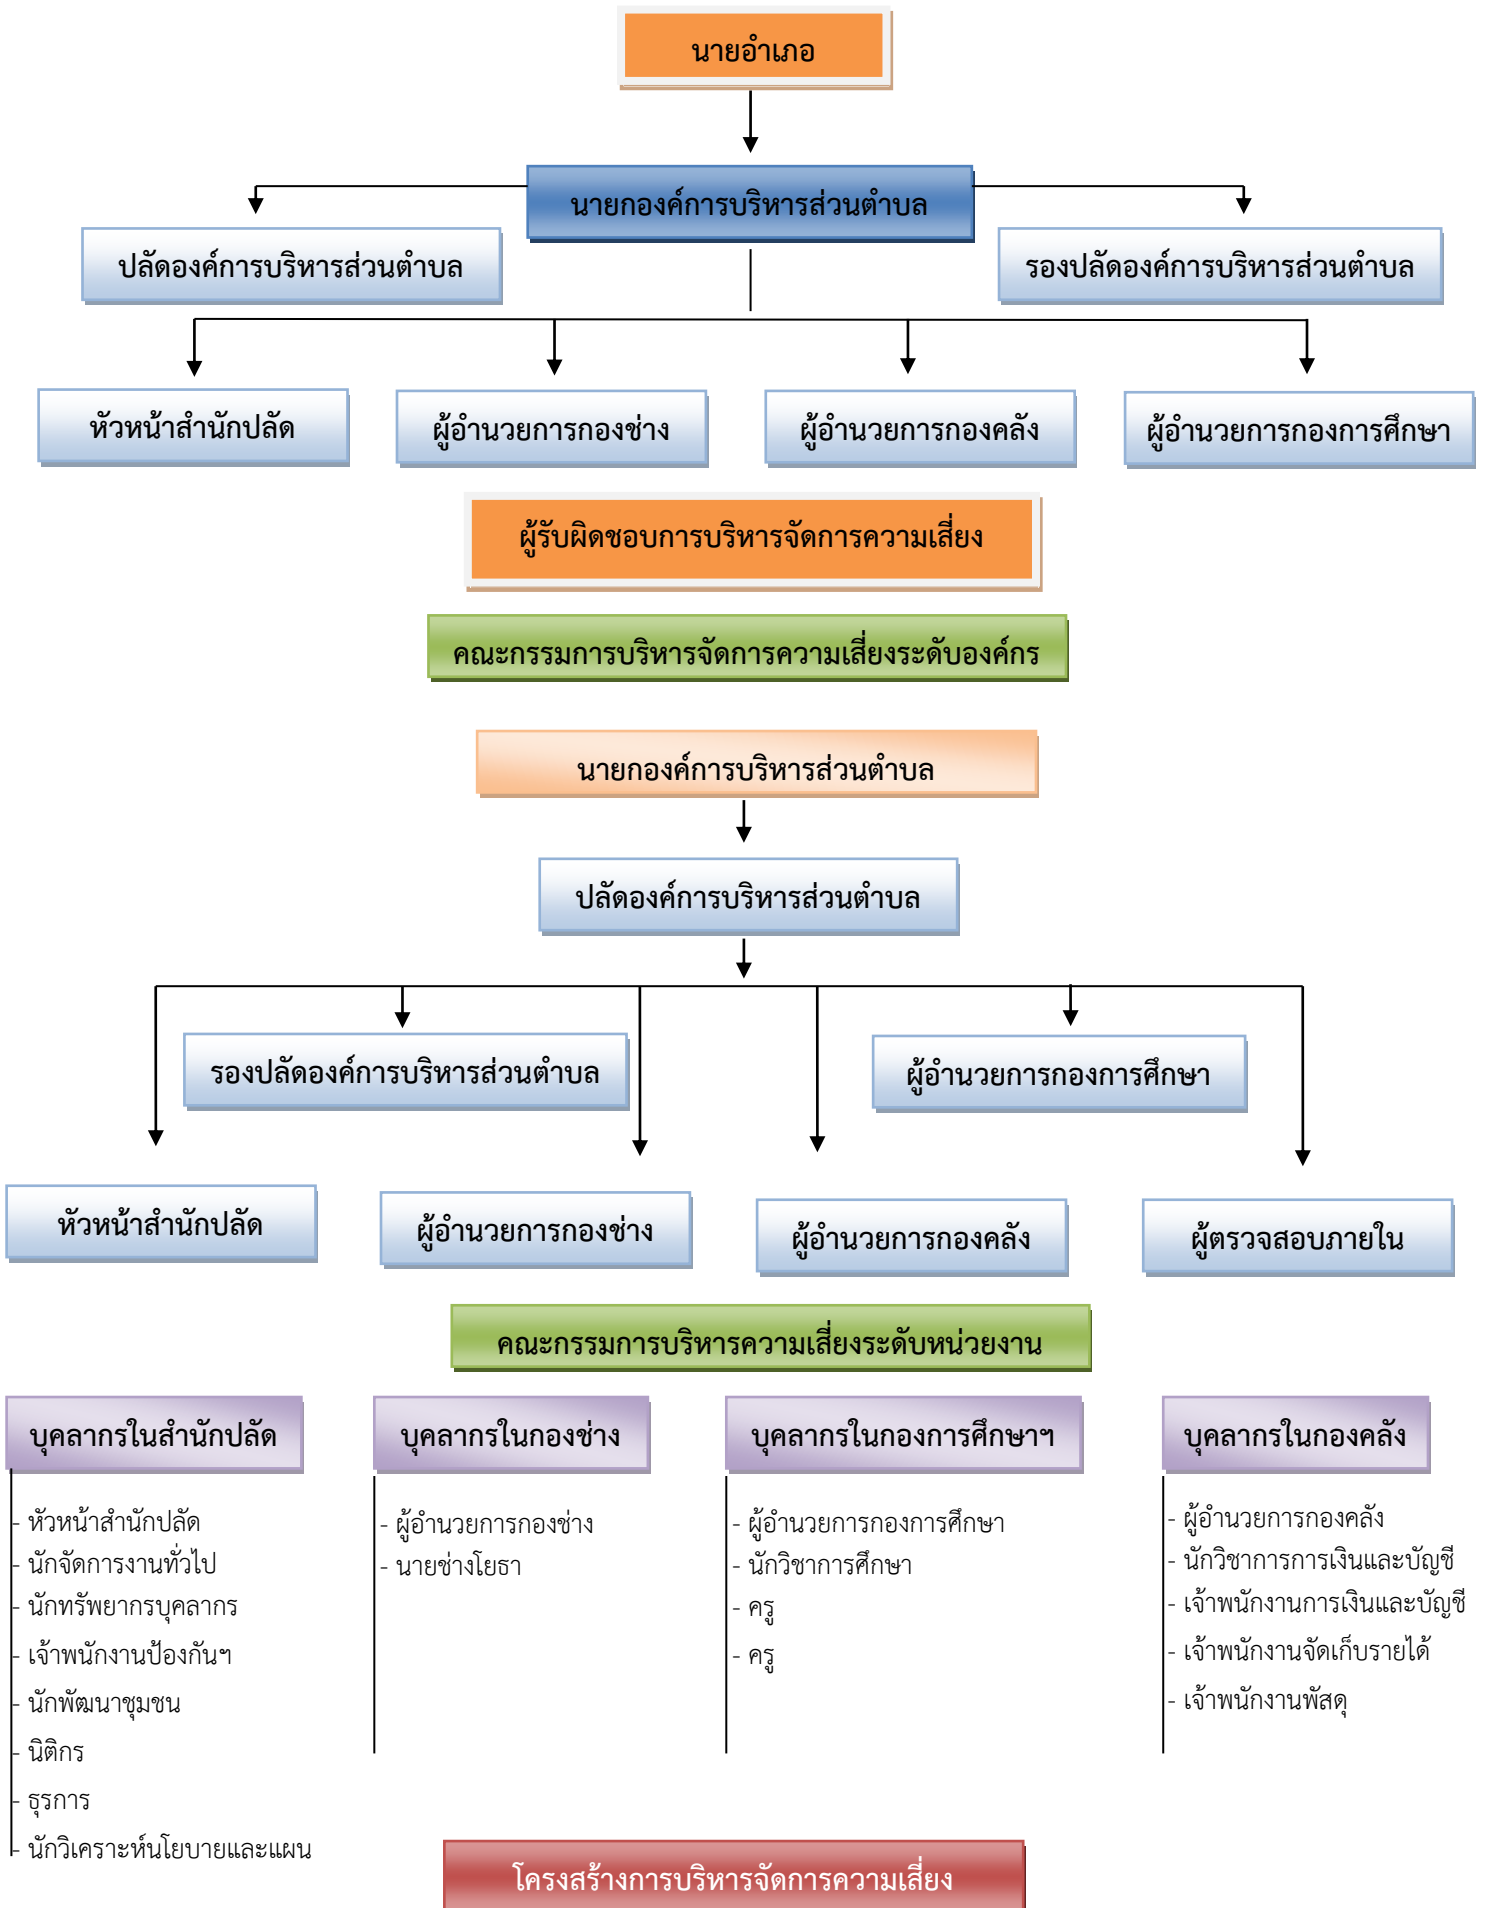 นายอำเภอ
นายกองค์การบริหารส่วนตำบล
ปลัดองค์การบริหารส่วนตำบล
รองปลัดองค์การบริหารส่วนตำบล
หัวหน้าสำนักปลัด
ผู้อำนวยการกองช่าง
ผู้อำนวยการกองคลัง
ผู้อำนวยการกองการศึกษา
ผู้รับผิดชอบการบริหารจัดการความเสี่ยง
คณะกรรมการบริหารจัดการความเสี่ยงระดับองค์กร
นายกองค์การบริหารส่วนตำบล
ปลัดองค์การบริหารส่วนตำบล
รองปลัดองค์การบริหารส่วนตำบล
ผู้อำนวยการกองการศึกษา
หัวหน้าสำนักปลัด
ผู้อำนวยการกองช่าง
ผู้อำนวยการกองคลัง
ผู้ตรวจสอบภายใน
คณะกรรมการบริหารความเสี่ยงระดับหน่วยงาน
บุคลากรในสำนักปลัด
- หัวหน้าสำนักปลัด
- นักจัดการงานทั่วไป
- นักทรัพยากรบุคลากร
- เจ้าพนักงานป้องกันฯ
- นักพัฒนาชุมชน
- นิติกร
- ธุรการ
- นักวิเคราะห์นโยบายและแผน
บุคลากรในกองช่าง
- ผู้อำนวยการกองช่าง
- นายช่างโยธา
บุคลากรในกองการศึกษาฯ
- ผู้อำนวยการกองการศึกษา
- นักวิชาการศึกษา
- ครู
- ครู
บุคลากรในกองคลัง
- ผู้อำนวยการกองคลัง
- นักวิชาการการเงินและบัญชี
- เจ้าพนักงานการเงินและบัญชี
- เจ้าพนักงานจัดเก็บรายได้
- เจ้าพนักงานพัสดุ
โครงสร้างการบริหารจัดการความเสี่ยง